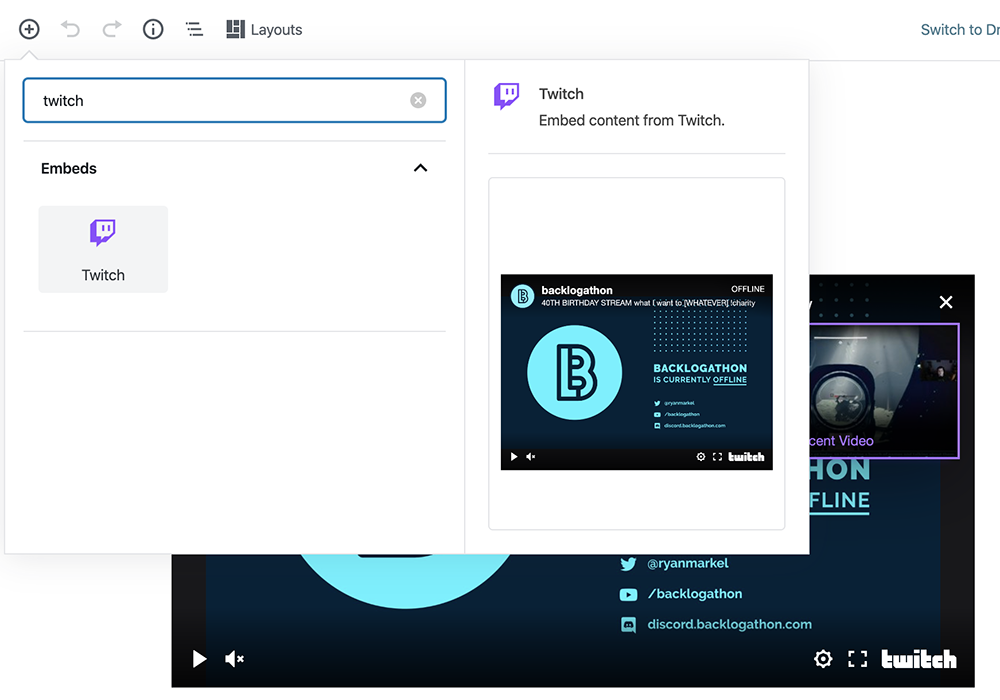 Layouts
Switch to Dr
twitch
Embeds
Twitch
Twitch
Embed content from Twitch.
backlogathon
OFFLINE
40TH BIRTHDAY STREAM what I want to [WHATEVER] !charity
BACKLOGATHON
IS CURRENTLY OFFLINE
@ryanmarkel
/backlogathon
discord.backlogathon.com
twitch
cent Video
HON
FLINE
@ryanmarkel
/backlogathon
discord.backlogathon.com
twitch